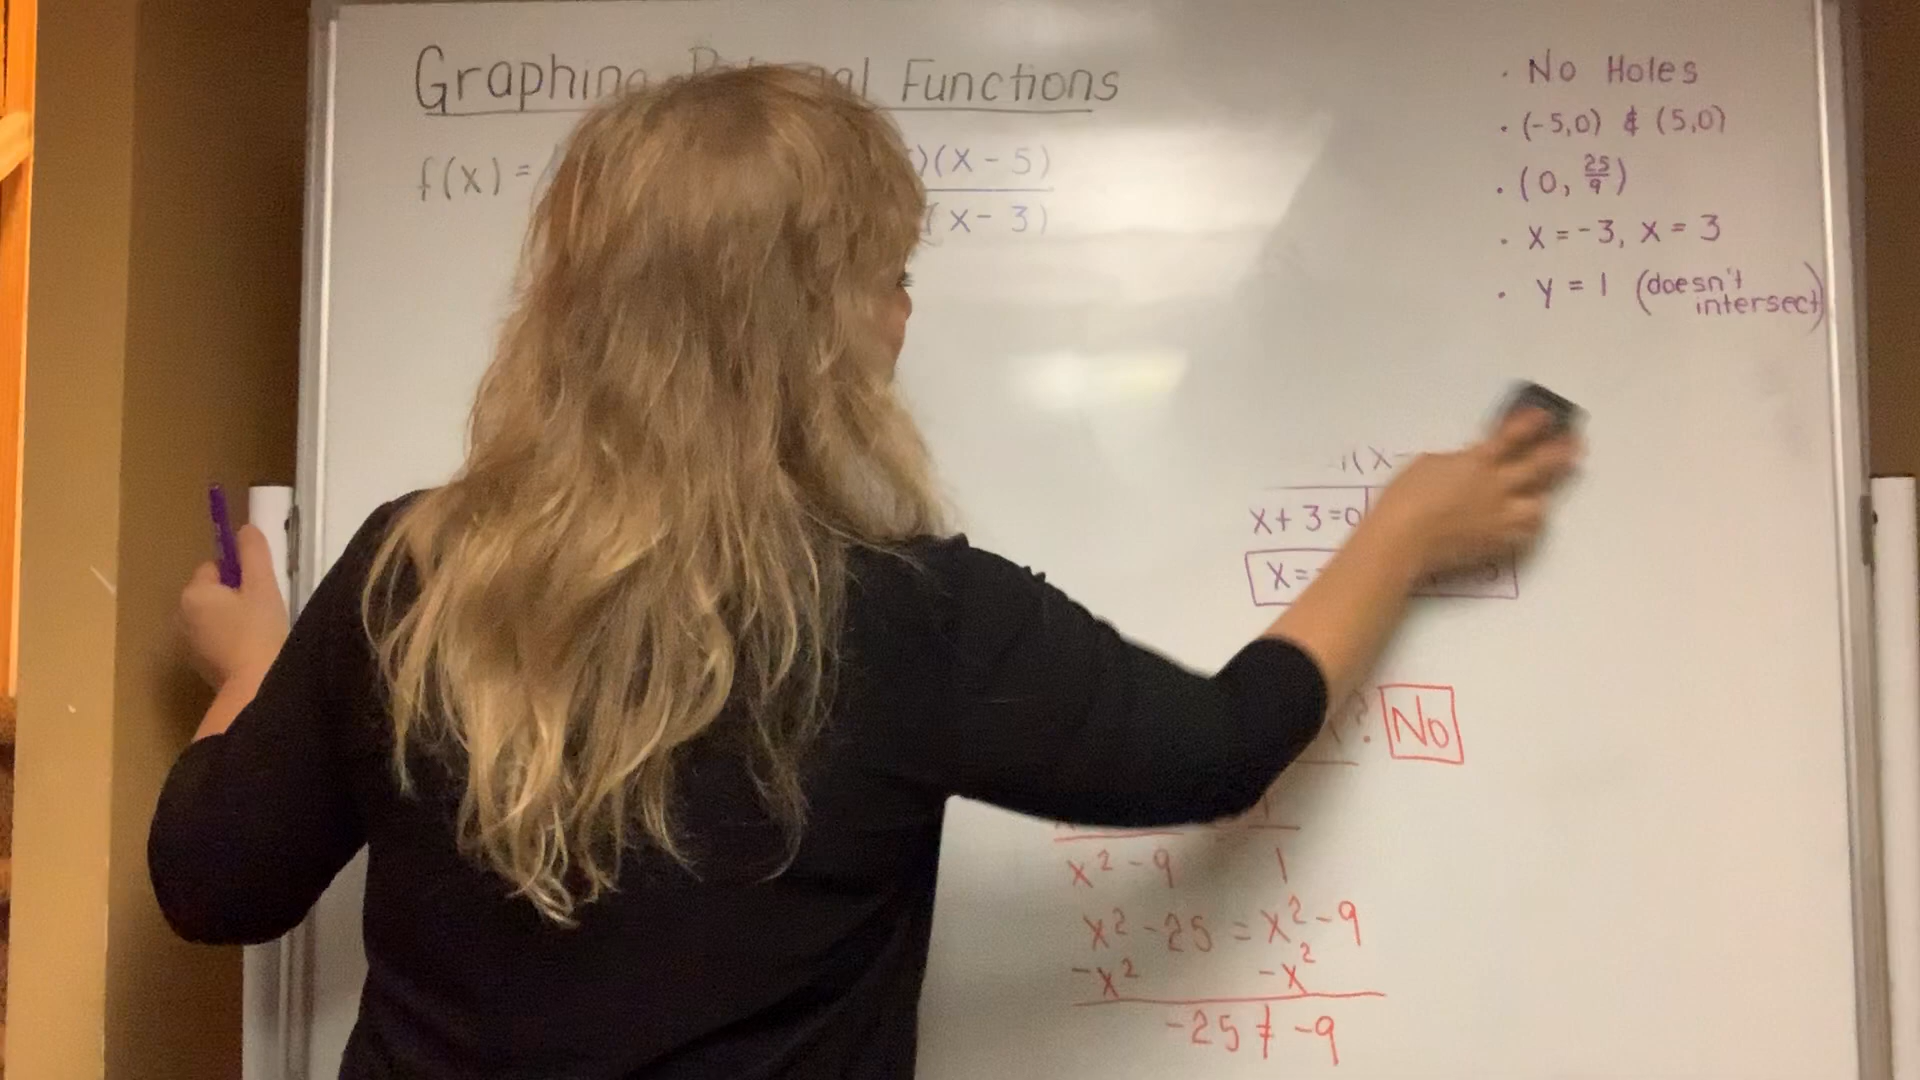 Graphing Functions
f(x) = )(x - 5)
(x - 3)
· No Holes
· (-5,0) & (5,0)
· (0, 25/9)
· x = -3, x = 3
· y = 1 (doesn't intersect)
x + 3 = 0
x =
? No
x² - 9 1
x² - 25 = x² - 9
-x² -x²
-25 ≠ -9